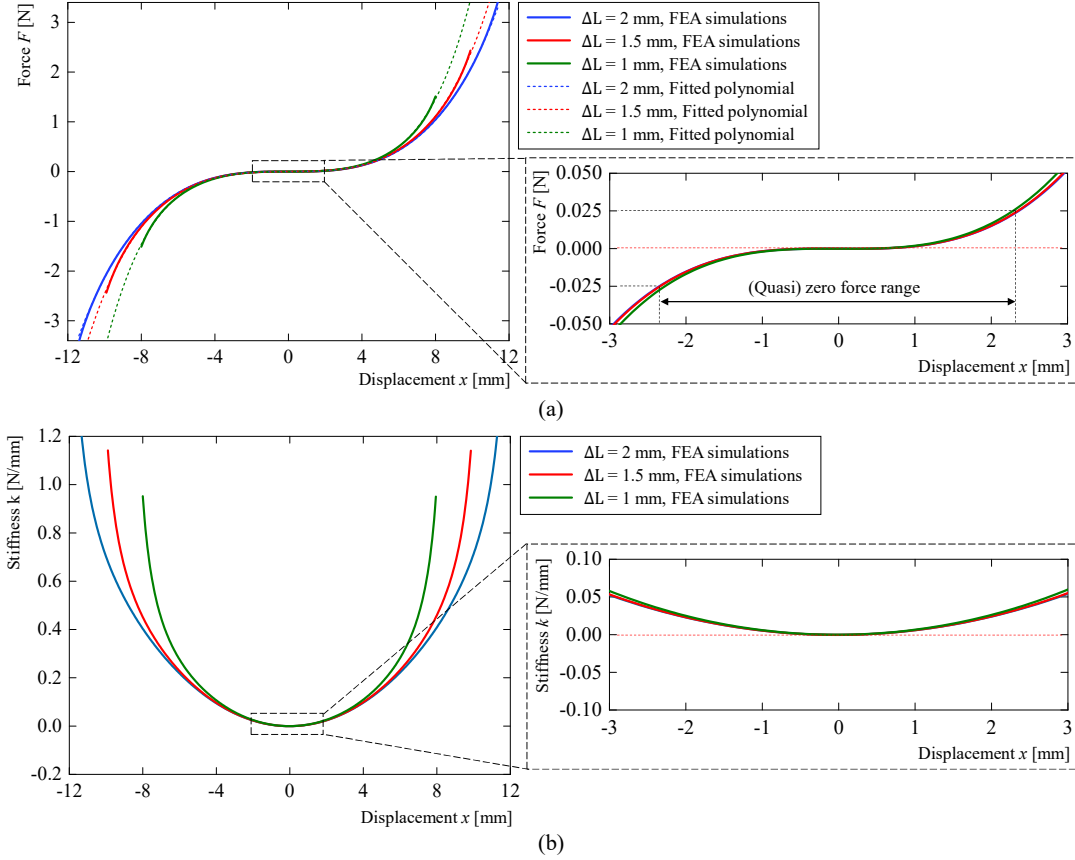 3
2
1
0
-1
-2
-3
Force F [N]
-12 -8 -4 0 4 8 12
Displacement x [mm]
ΔL = 2 mm, FEA simulations
ΔL = 1.5 mm, FEA simulations
ΔL = 1 mm, FEA simulations
ΔL = 2 mm, Fitted polynomial
ΔL = 1.5 mm, Fitted polynomial
ΔL = 1 mm, Fitted polynomial
0.050
0.025
0.000
-0.025
-0.050
Force F [N]
(Quasi) zero force range
-3 -2 -1 0 1 2 3
Displacement x [mm]
(a)
1.2
1.0
0.8
0.6
0.4
0.2
0.0
-0.2
Stiffness k [N/mm]
-12 -8 -4 0 4 8 12
Displacement x [mm]
ΔL = 2 mm, FEA simulations
ΔL = 1.5 mm, FEA simulations
ΔL = 1 mm, FEA simulations
0.10
0.05
0.00
-0.05
-0.10
Stiffness k [N/mm]
-3 -2 -1 0 1 2 3
Displacement x [mm]
(b)